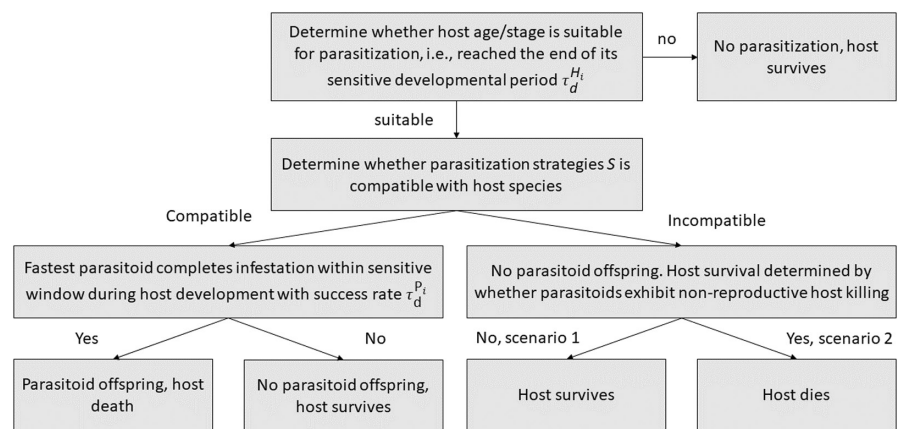 Determine whether host age/stage is suitable
for parasitization, i.e., reached the end of its
sensitive developmental period τ_d^{H_i}
no
No parasitization, host
survives
suitable
Determine whether parasitization strategies S is
compatible with host species
Compatible
Incompatible
Fastest parasitoid completes infestation within sensitive
window during host development with success rate τ_d^{P_i}
No parasitoid offspring. Host survival determined by
whether parasitoids exhibit non-reproductive host killing
Yes
No
No, scenario 1
Yes, scenario 2
Parasitoid offspring, host
death
No parasitoid offspring,
host survives
Host survives
Host dies